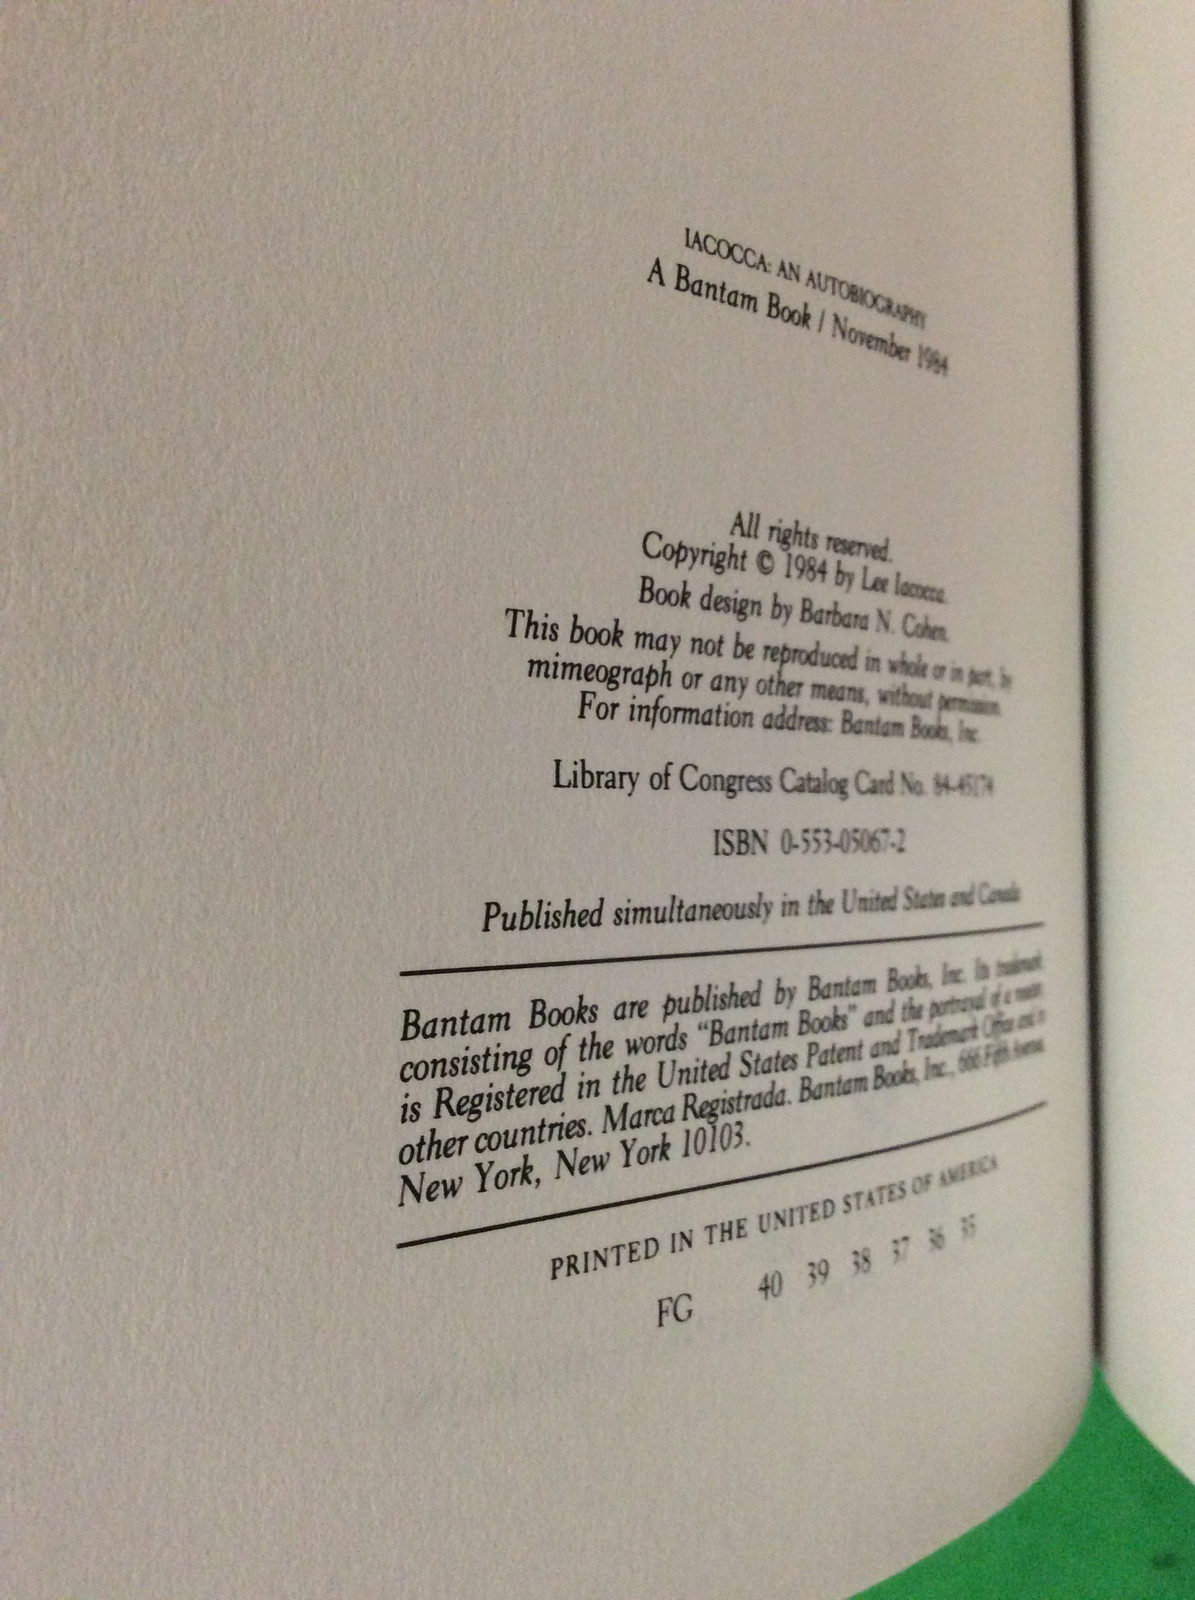 IACOCCA: AN AUTOBIOGRAPHY
A Bantam Book / November 1984
All rights reserved.
Copyright © 1984 by Lee Iacocca.
Book design by Barbara N. Cohen.
This book may not be reproduced in whole or in part, by
mimeograph or any other means, without permission.
For information address: Bantam Books, Inc.
Library of Congress Catalog Card No. 84-45174
ISBN 0-553-05067-2
Published simultaneously in the United States and Canada
Bantam Books are published by Bantam Books, Inc. Its trademark,
consisting of the words "Bantam Books" and the portrayal of a rooster,
is Registered in the United States Patent and Trademark Office and in
other countries. Marca Registrada. Bantam Books, Inc., 666 Fifth Avenue,
New York, New York 10103.
PRINTED IN THE UNITED STATES OF AMERICA
FG 40 39 38 37 36 35